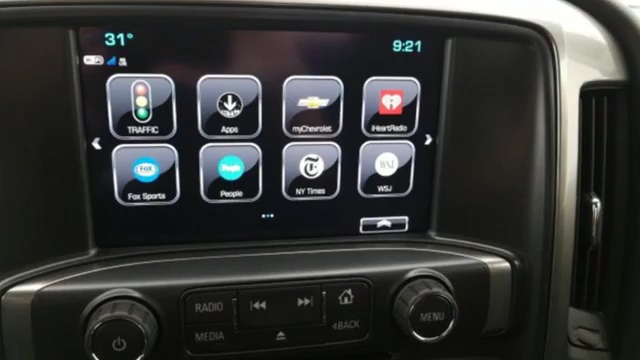 31° 9:21
TRAFFIC Apps myChevrolet iHeartRadio
FOX
Fox Sports People NY Times WSJ
People
WSJ
RADIO
MEDIA BACK
MENU